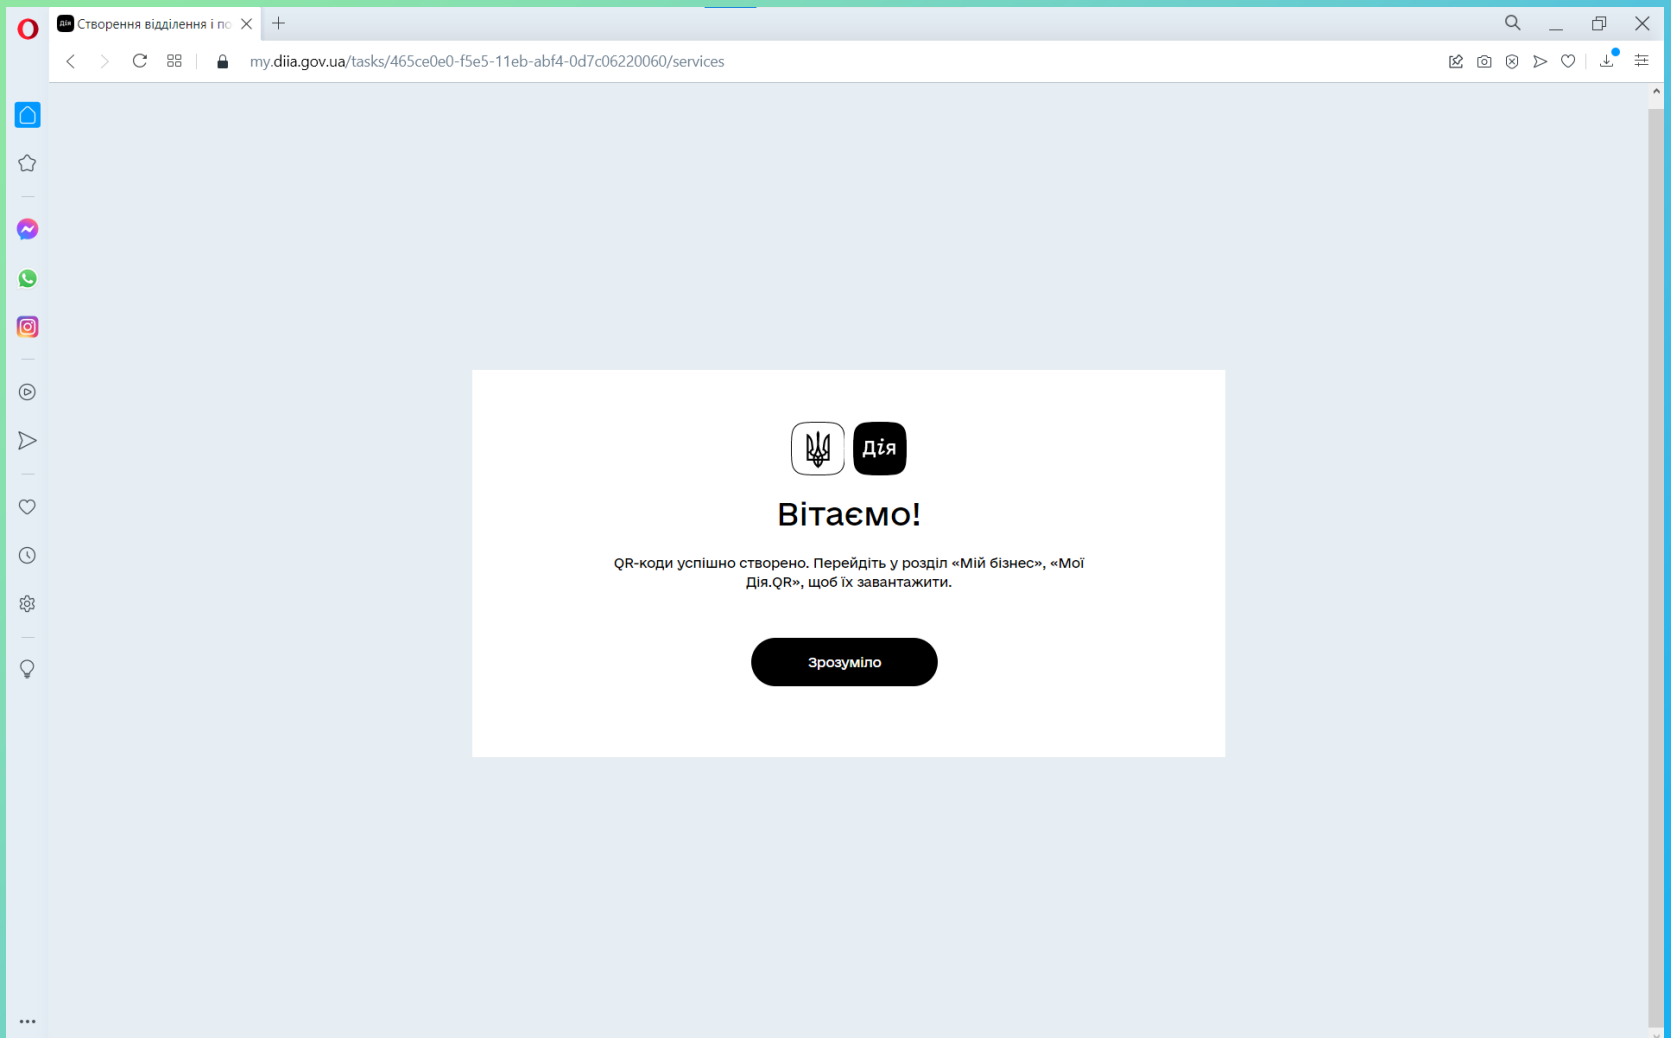 Дія
Створення відділення і по
my.diia.gov.ua/tasks/465ce0e0-f5e5-11eb-abf4-0d7c06220060/services
Дія
Вітаємо!
QR-коди успішно створено. Перейдіть у розділ «Мій бізнес», «Мої
Дія.QR», щоб їх завантажити.
Зрозуміло